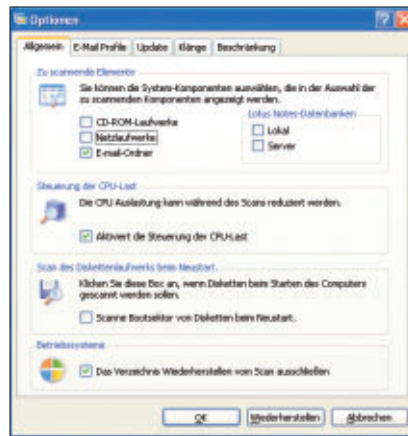 Optionen
Allgemein E-Mail Profile Update Klänge Beschränkung
Zu scannende Elemente
Sie können die System-Komponenten auswählen, die in der Auswahl der
zu scannenden Komponenten angezeigt werden.
CD-ROM-Laufwerke
Netzlaufwerke
E-mail-Ordner
Lotus Notes-Datenbanken
Lokal
Server
Steuerung der CPU-Last
Die CPU Auslastung kann während des Scans reduziert werden.
Aktiviert die Steuerung der CPU-Last
Scan des Diskettenlaufwerks beim Neustart.
Klicken Sie diese Box an, wenn Disketten beim Starten des Computers
gescannt werden sollen.
Scanne Bootsektor von Disketten beim Neustart.
Betriebssysteme
Das Verzeichnis Wiederherstellen vom Scan ausschließen
OK Wiederherstellen Abbrechen